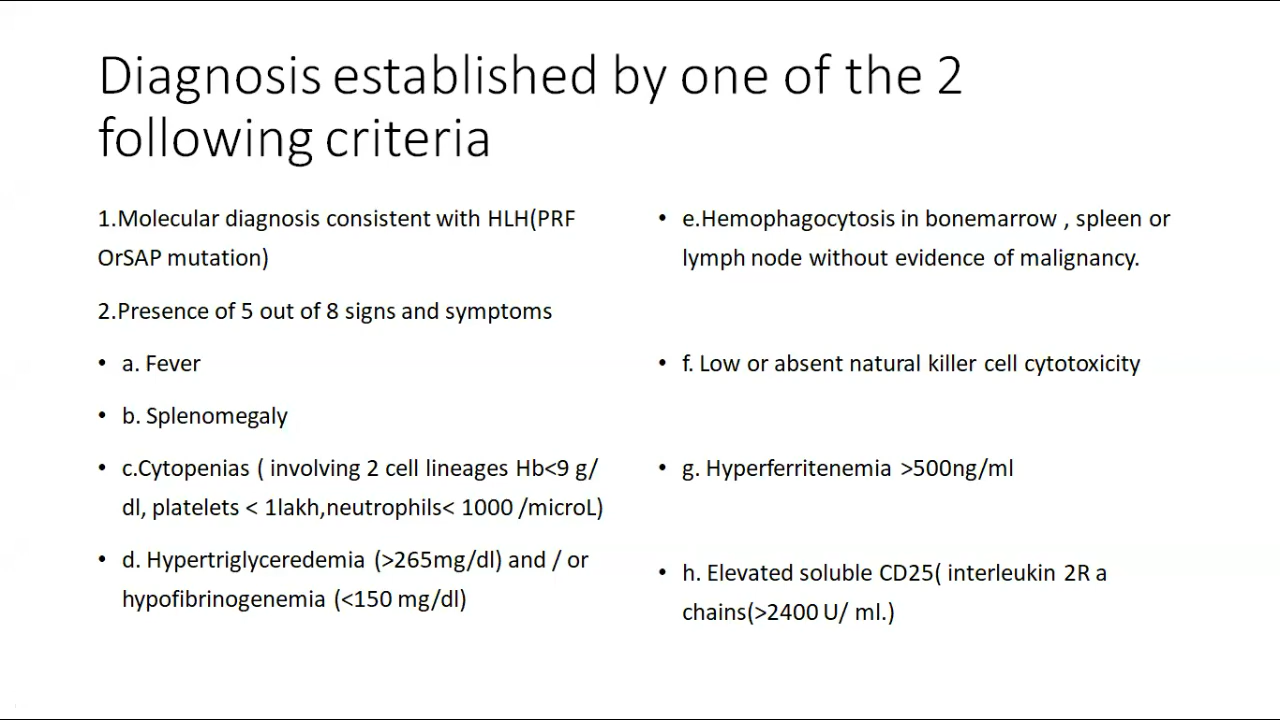 Diagnosis established by one of the 2
following criteria
1.Molecular diagnosis consistent with HLH(PRF
OrSAP mutation)
2.Presence of 5 out of 8 signs and symptoms
• a. Fever
• b. Splenomegaly
• c.Cytopenias ( involving 2 cell lineages Hb<9 g/
dl, platelets < 1lakh,neutrophils< 1000 /microL)
• d. Hypertriglyceredemia (>265mg/dl) and / or
hypofibrinogenemia (<150 mg/dl)
• e.Hemophagocytosis in bonemarrow , spleen or
lymph node without evidence of malignancy.
• f. Low or absent natural killer cell cytotoxicity
• g. Hyperferritenemia >500ng/ml
• h. Elevated soluble CD25( interleukin 2R a
chains(>2400 U/ ml.)